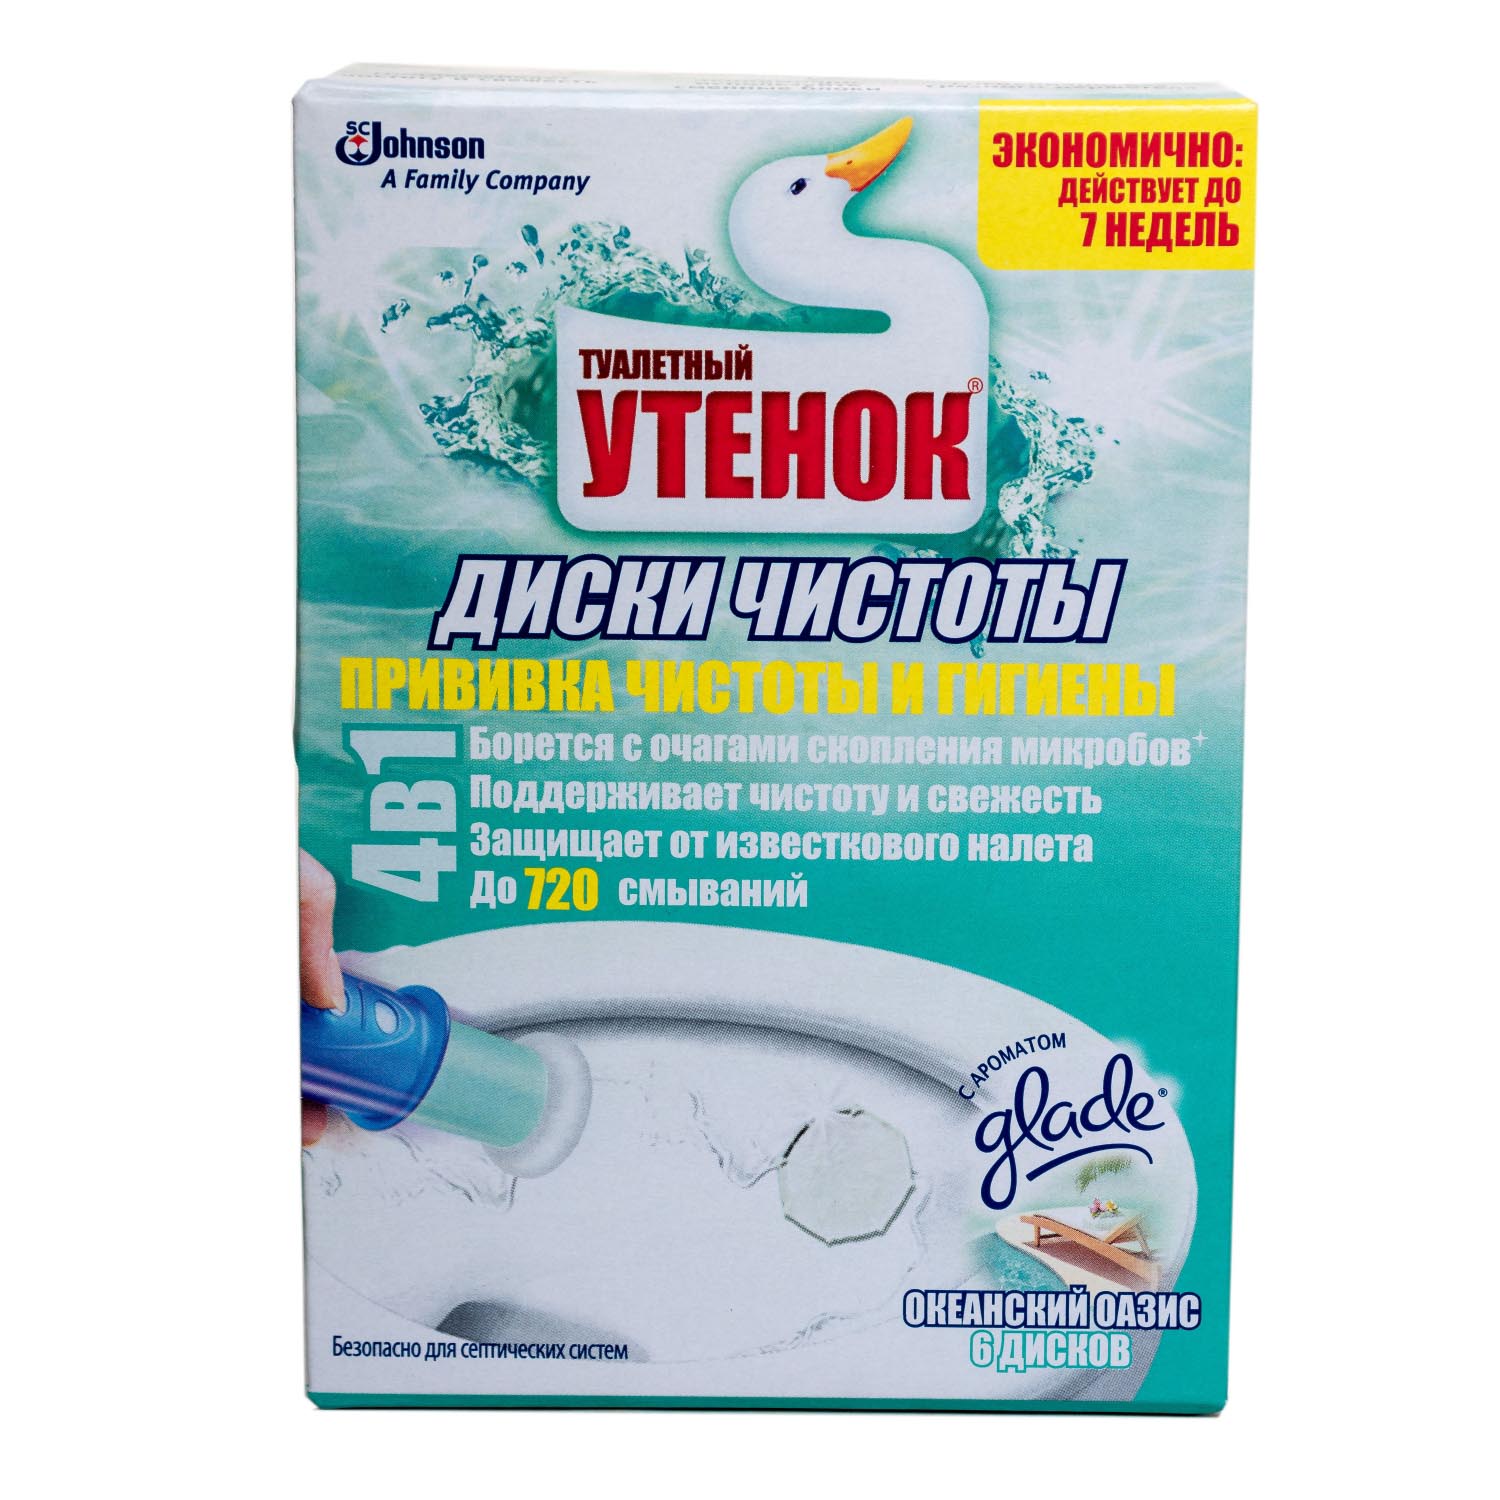 SC Johnson
A Family Company
ЭКОНОМИЧНО:
ДЕЙСТВУЕТ ДО
7 НЕДЕЛЬ
ТУАЛЕТНЫЙ
УТЕНОК®
ДИСКИ ЧИСТОТЫ
ПРИВИВКА ЧИСТОТЫ И ГИГИЕНЫ
4В1
Борется с очагами скопления микробов+
Поддерживает чистоту и свежесть
Защищает от известкового налета
До 720 смываний
С АРОМАТОМ
glade®
ОКЕАНСКИЙ ОАЗИС
6 ДИСКОВ
Безопасно для септических систем